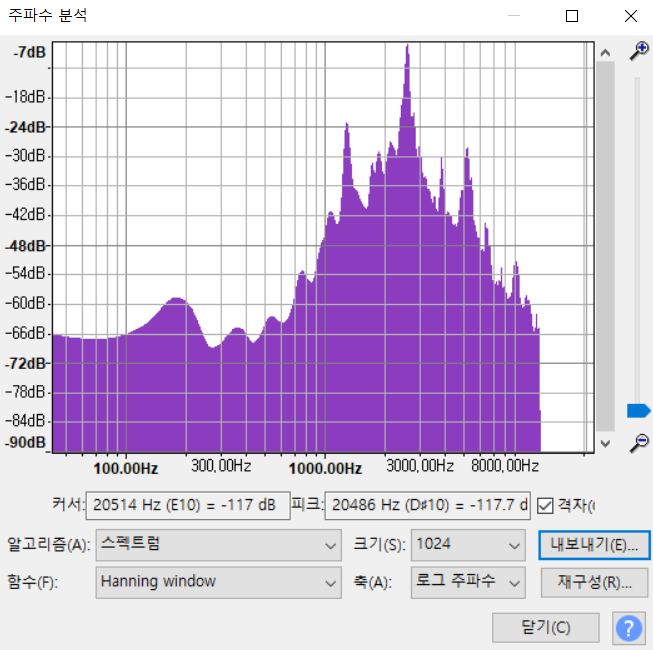 주파수 분석
-7dB
-18dB
-24dB
-30dB
-36dB
-42dB
-48dB
-54dB
-60dB
-66dB
-72dB
-78dB
-84dB
-90dB
100.00Hz 300,00Hz 1000.00Hz 3000,00Hz 8000,00Hz
커서: 20514 Hz (E10) = -117 dB 피크: 20486 Hz (D♯10) = -117.7 d 격자(
알고리즘(A): 스펙트럼 크기(S): 1024 내보내기(E)...
함수(F): Hanning window 축(A): 로그 주파수 재구성(R)...
닫기(C) ?